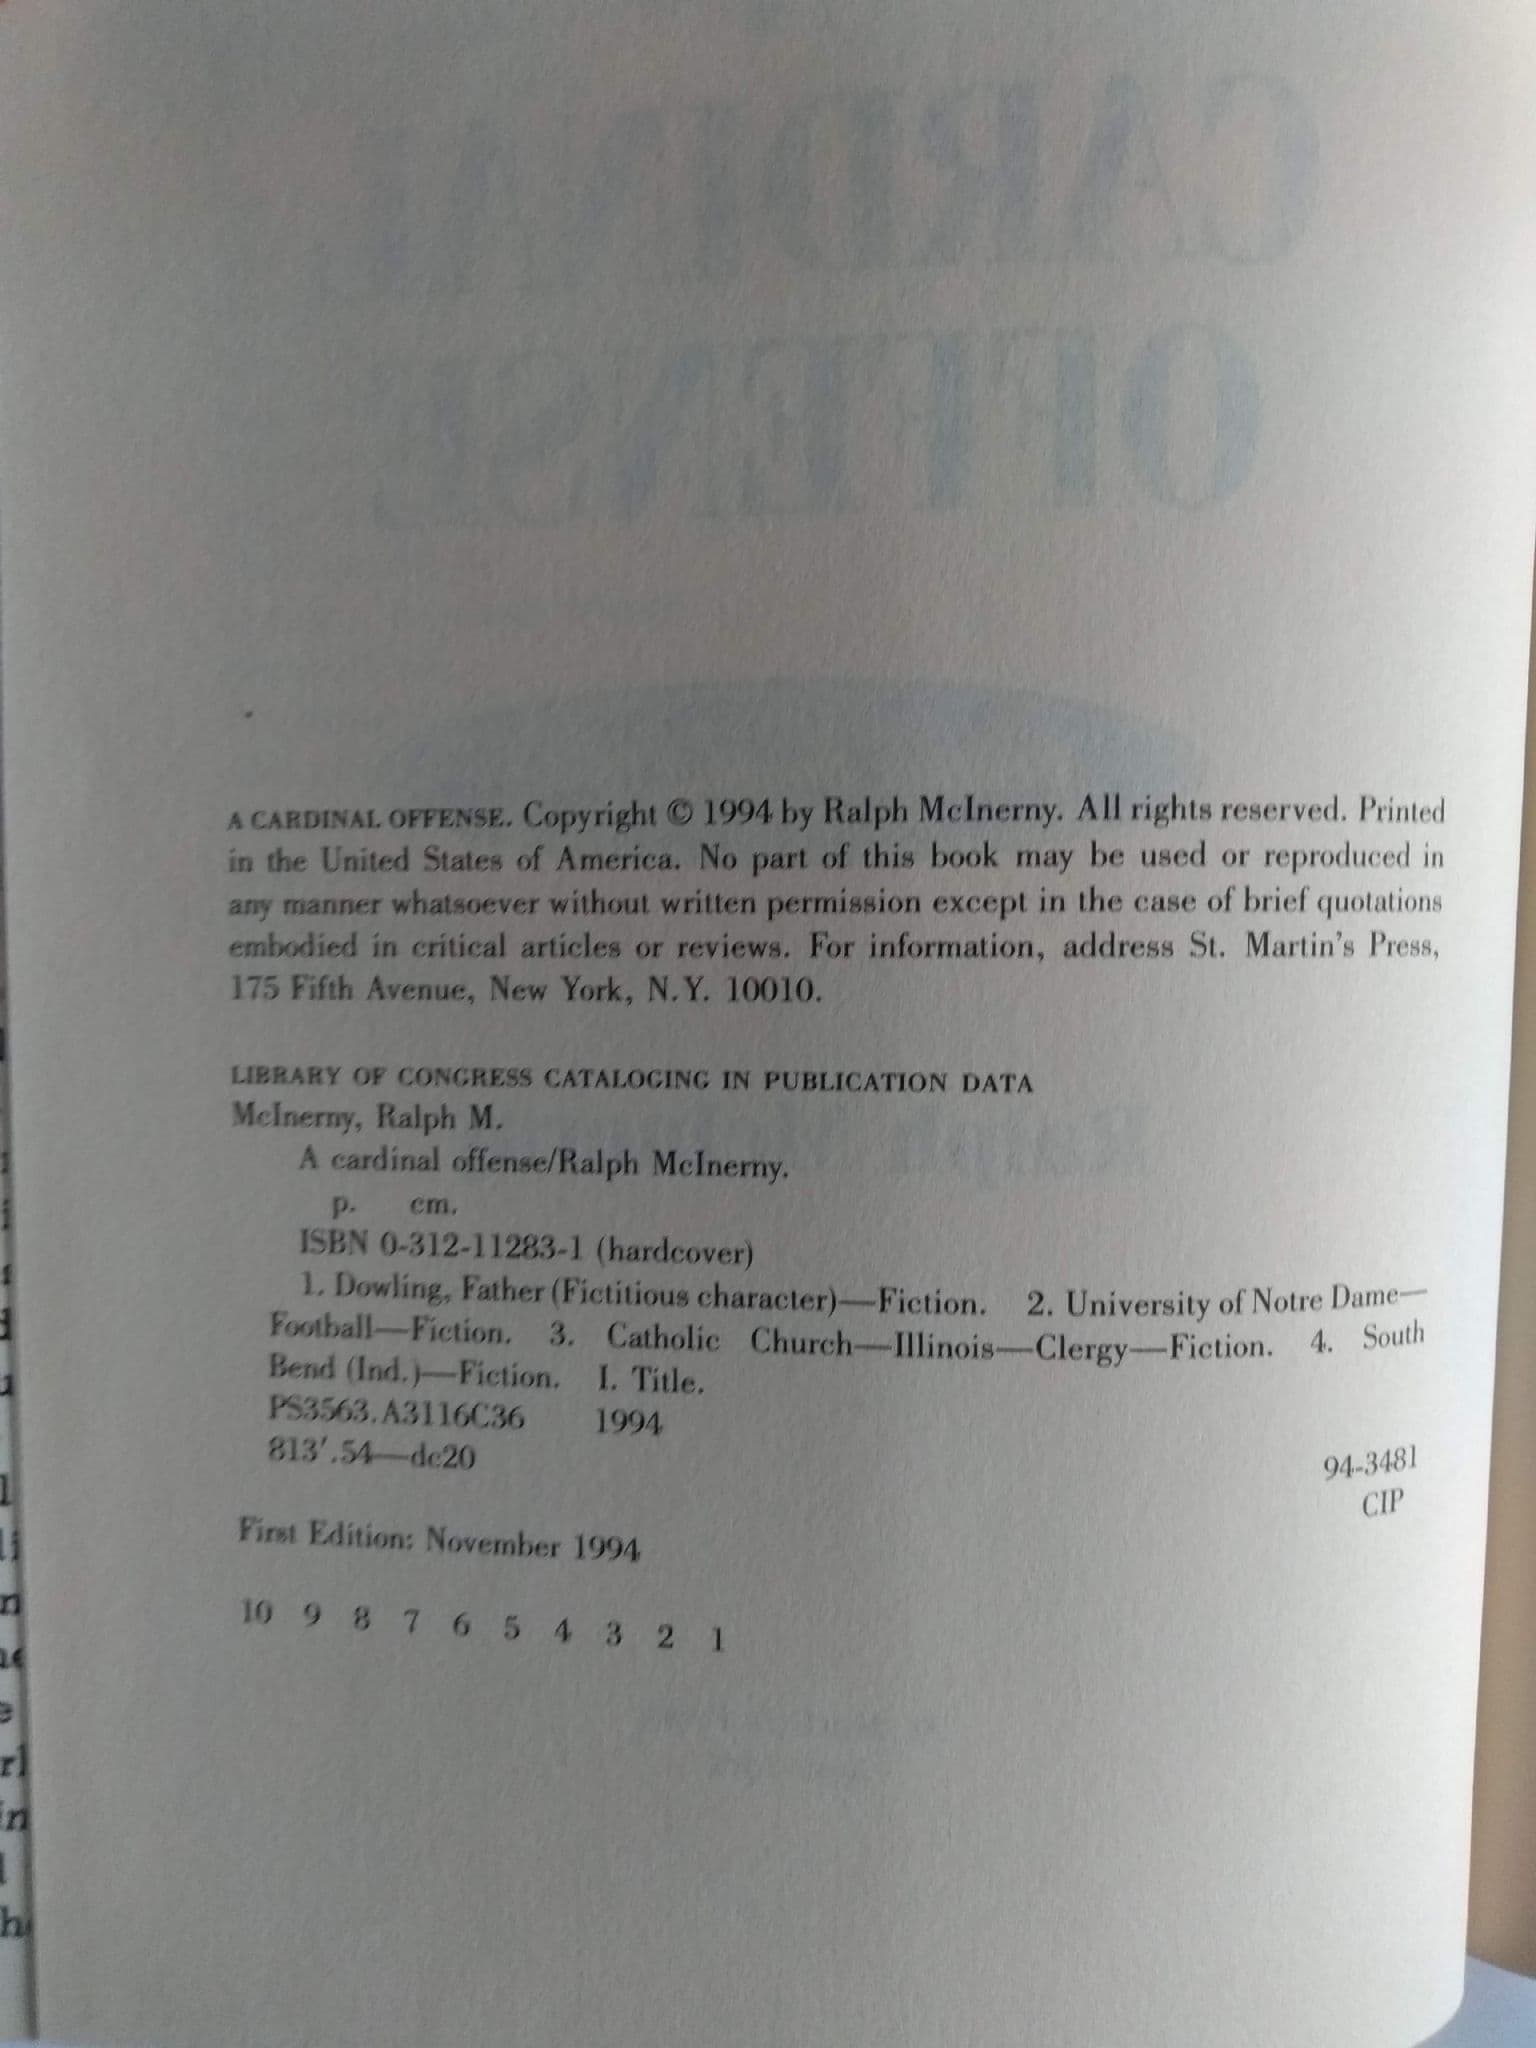 CARDINAL
OFFENSE
A CARDINAL OFFENSE. Copyright © 1994 by Ralph McInerny. All rights reserved. Printed
in the United States of America. No part of this book may be used or reproduced in
any manner whatsoever without written permission except in the case of brief quotations
embodied in critical articles or reviews. For information, address St. Martin's Press,
175 Fifth Avenue, New York, N.Y. 10010.
LIBRARY OF CONGRESS CATALOGING IN PUBLICATION DATA
McInerny, Ralph M.
A cardinal offense/Ralph McInerny.
p. cm.
ISBN 0-312-11283-1 (hardcover)
1. Dowling, Father (Fictitious character)—Fiction. 2. University of Notre Dame—
Football—Fiction. 3. Catholic Church—Illinois—Clergy—Fiction. 4. South
Bend (Ind.)—Fiction. I. Title.
PS3563.A3116C36 1994
813'.54—dc20
94-3481
CIP
First Edition: November 1994
10 9 8 7 6 5 4 3 2 1